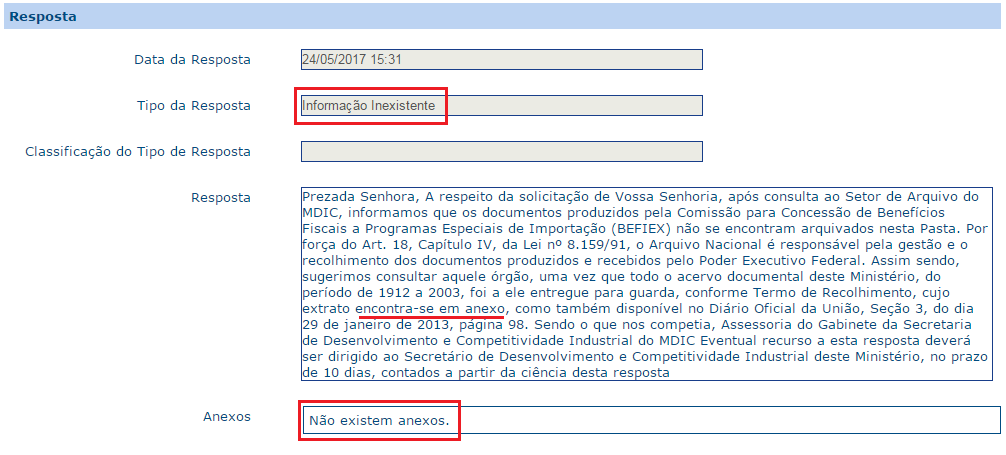 Resposta
Data da Resposta 24/05/2017 15:31
Tipo da Resposta Informação Inexistente
Classificação do Tipo de Resposta
Resposta Prezada Senhora, A respeito da solicitação de Vossa Senhoria, após consulta ao Setor de Arquivo do
MDIC, informamos que os documentos produzidos pela Comissão para Concessão de Benefícios
Fiscais a Programas Especiais de Importação (BEFIEX) não se encontram arquivados nesta Pasta. Por
força do Art. 18, Capítulo IV, da Lei nº 8.159/91, o Arquivo Nacional é responsável pela gestão e o
recolhimento dos documentos produzidos e recebidos pelo Poder Executivo Federal. Assim sendo,
sugerimos consultar aquele órgão, uma vez que todo o acervo documental deste Ministério, do
período de 1912 a 2003, foi a ele entregue para guarda, conforme Termo de Recolhimento, cujo
extrato encontra-se em anexo, como também disponível no Diário Oficial da União, Seção 3, do dia
29 de janeiro de 2013, página 98. Sendo o que nos competia, Assessoria do Gabinete da Secretaria
de Desenvolvimento e Competitividade Industrial do MDIC Eventual recurso a esta resposta deverá
ser dirigido ao Secretário de Desenvolvimento e Competitividade Industrial deste Ministério, no prazo
de 10 dias, contados a partir da ciência desta resposta
Anexos Não existem anexos.